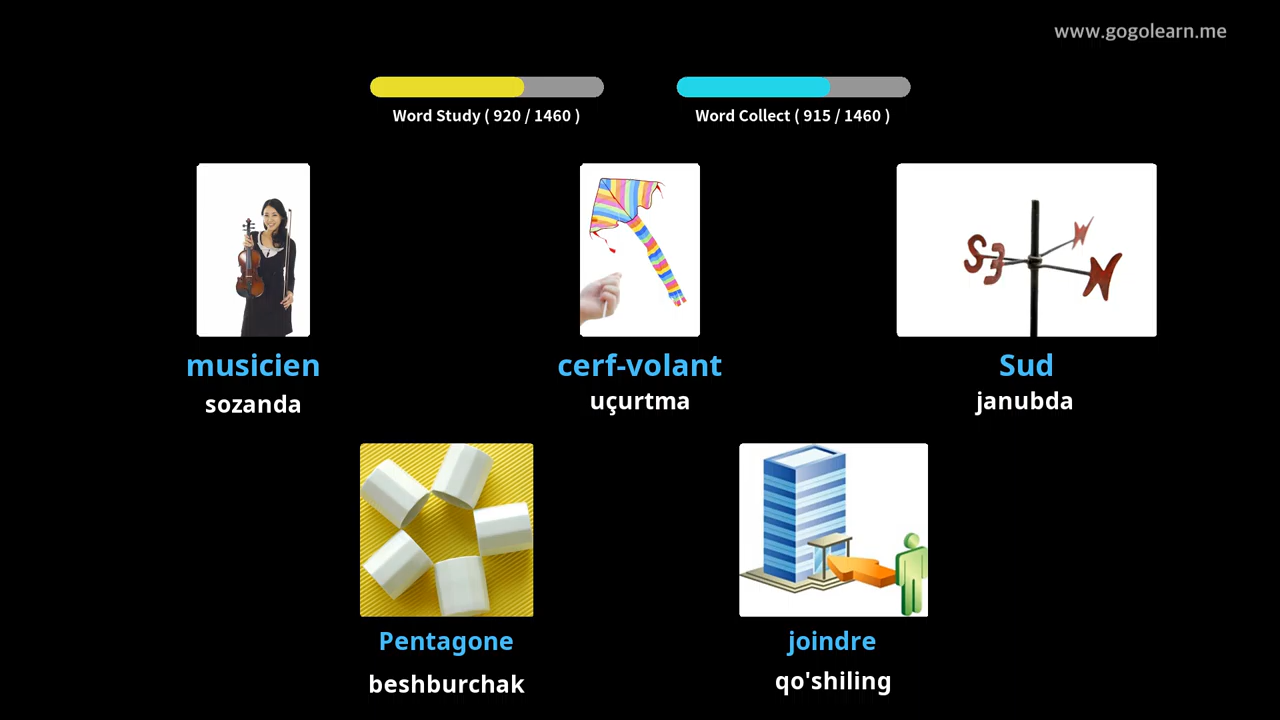 www.gogolearn.me
Word Study ( 920 / 1460 )
Word Collect ( 915 / 1460 )
S E N W
musicien
cerf-volant
Sud
sozanda
uçurtma
janubda
Pentagone
joindre
beshburchak
qo'shiling